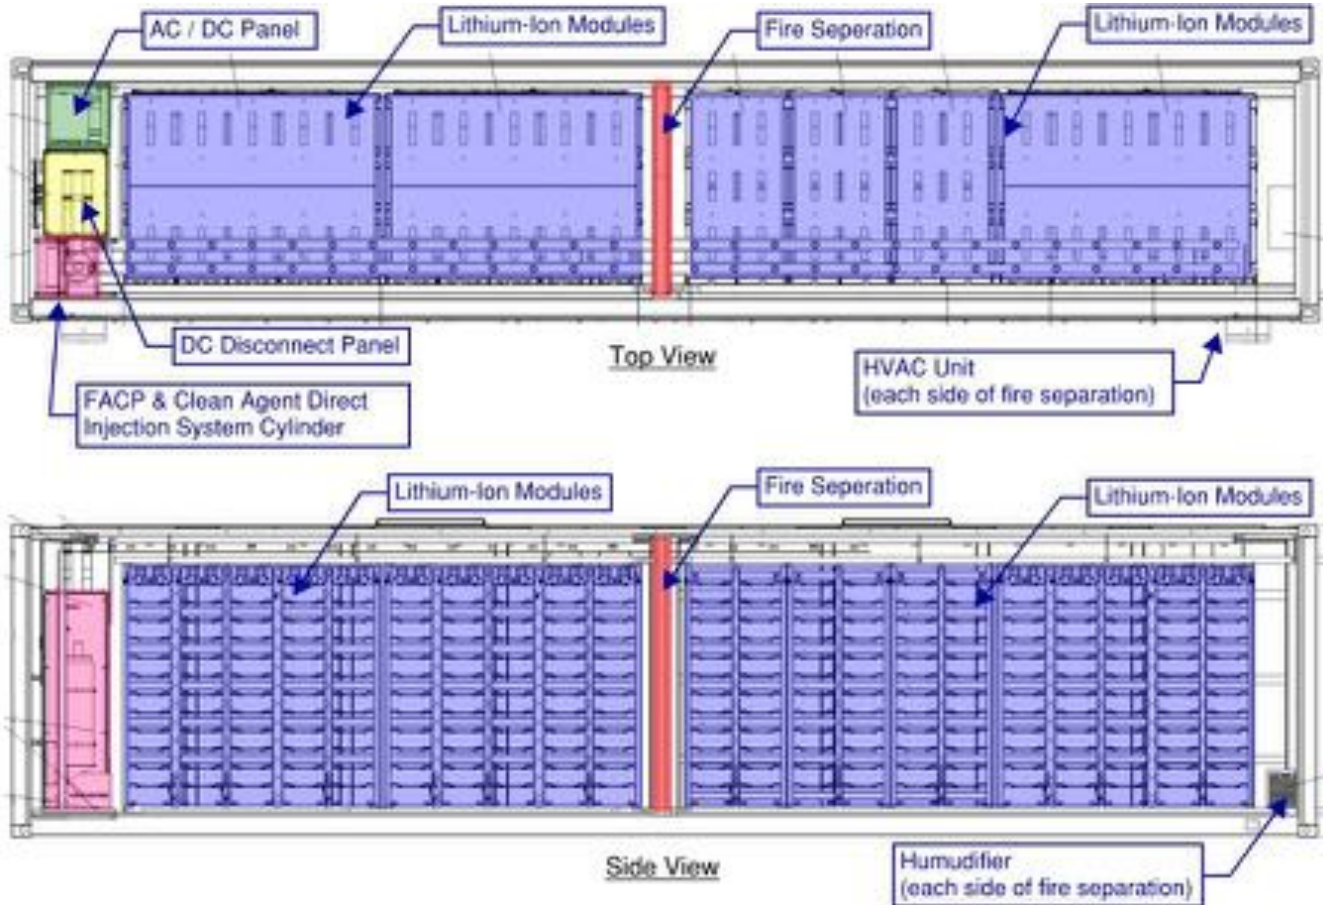 AC / DC Panel
Lithium-Ion Modules
Fire Seperation
Lithium-Ion Modules
DC Disconnect Panel
Top View
HVAC Unit
(each side of fire separation)
FACP & Clean Agent Direct
Injection System Cylinder
Lithium-Ion Modules
Fire Seperation
Lithium-Ion Modules
Side View
Humudifier
(each side of fire separation)